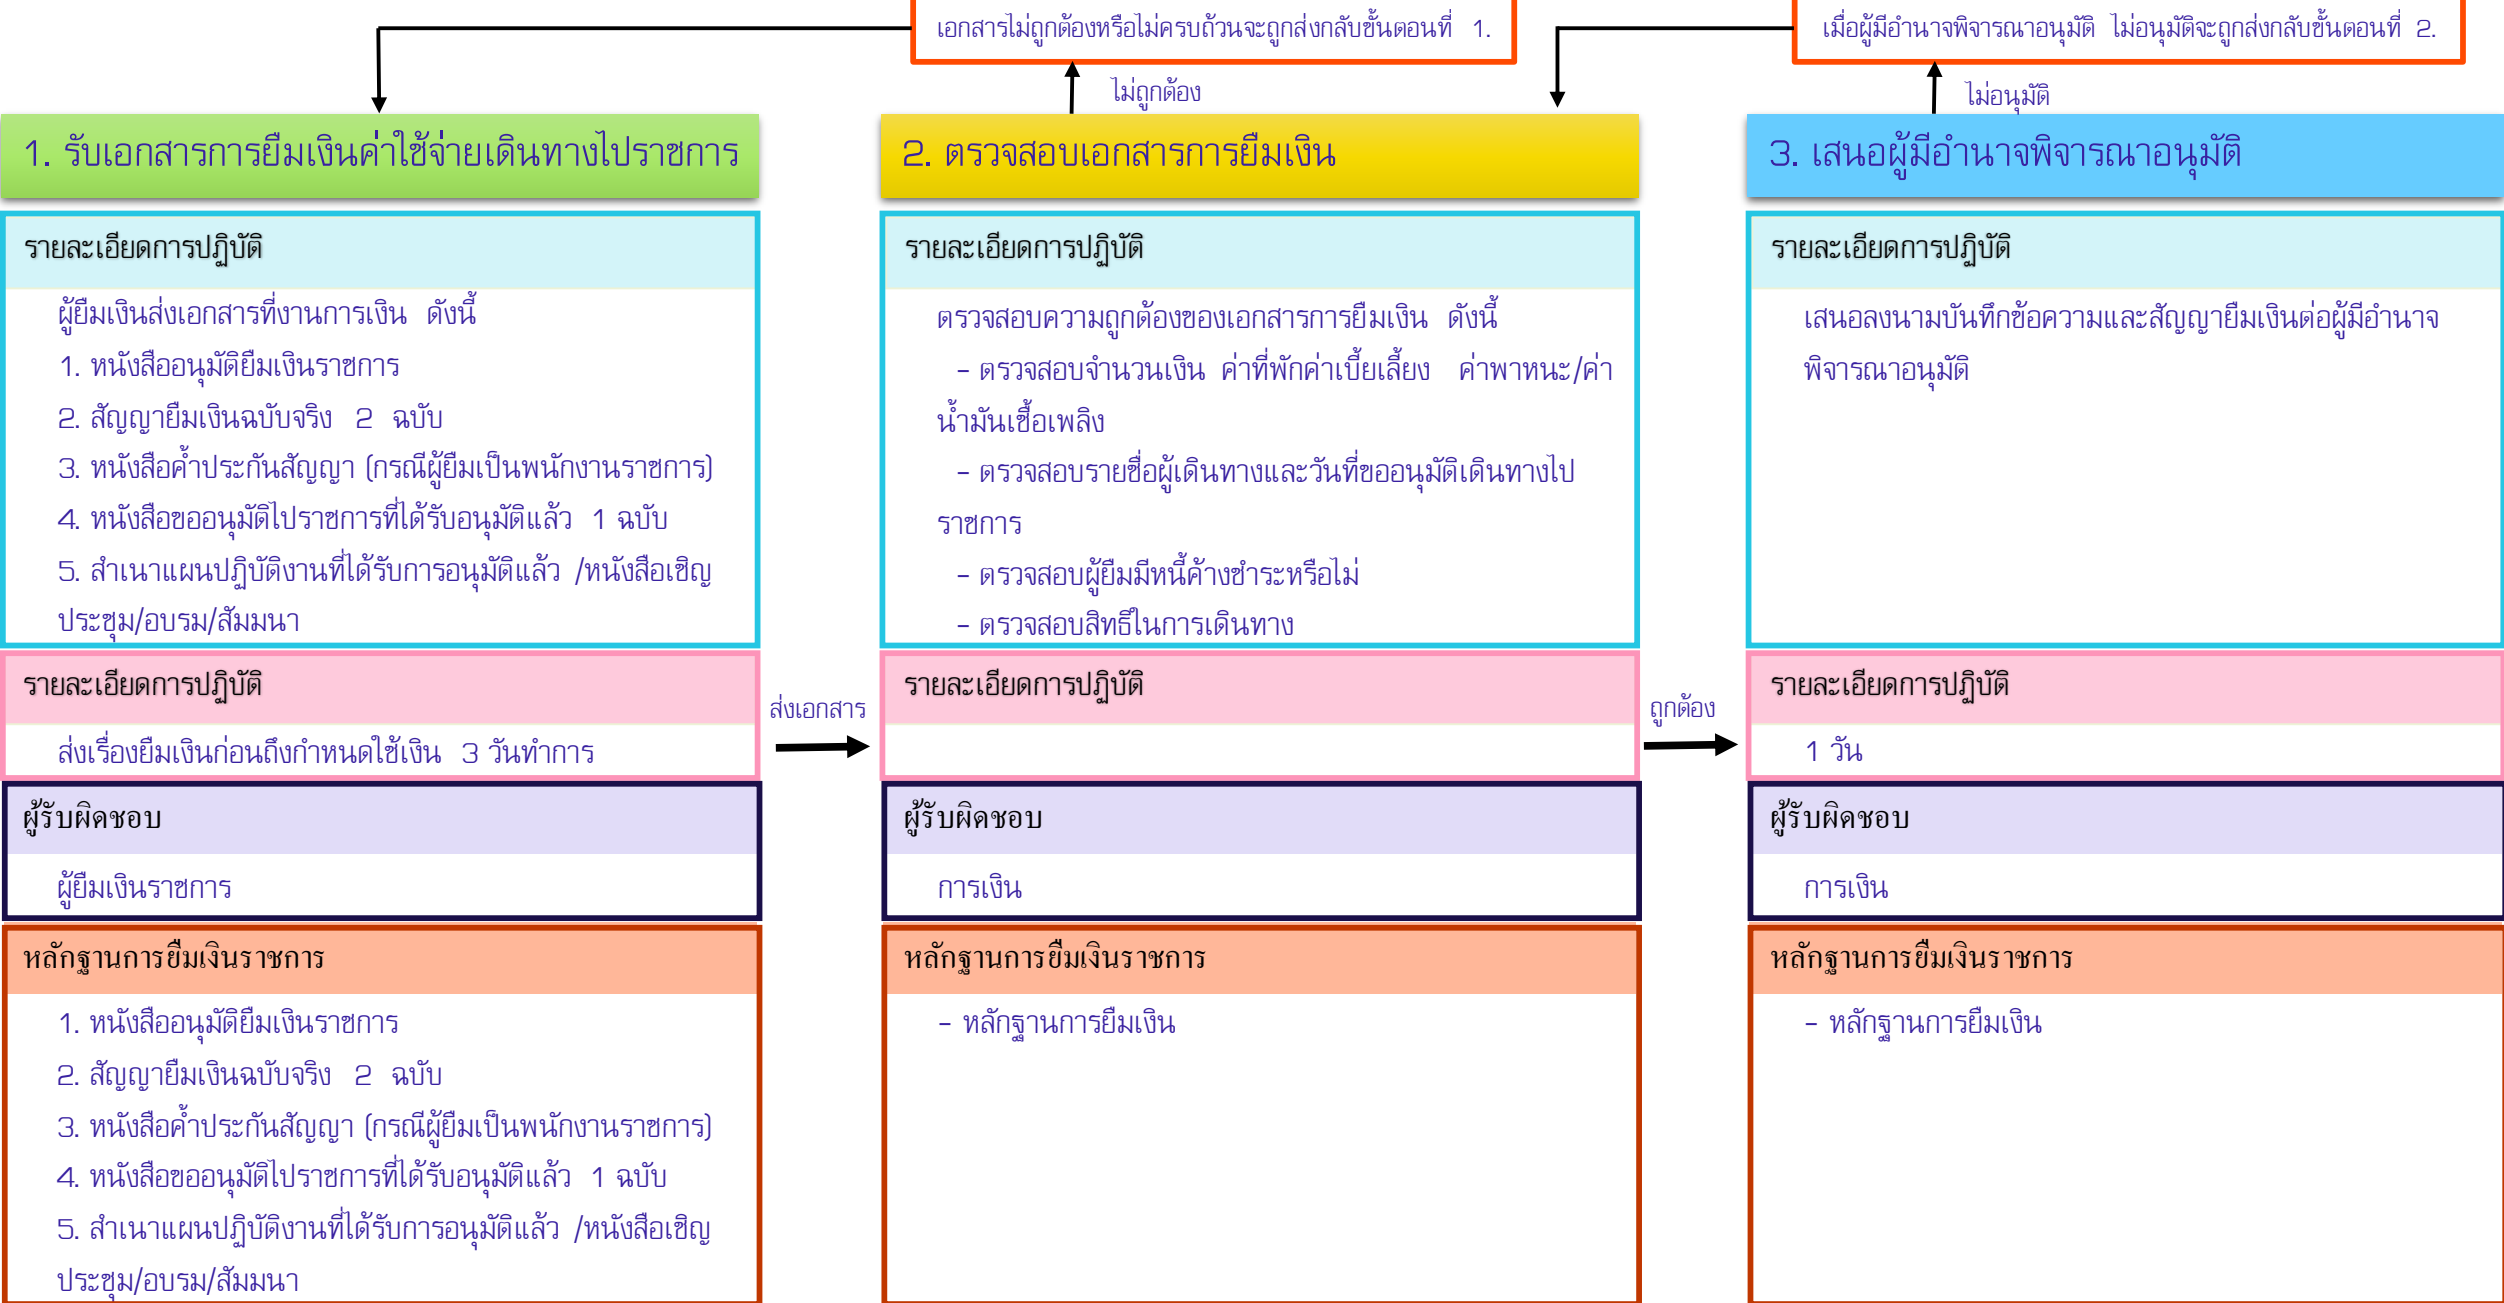 เอกสารไม่ถูกต้องหรือไม่ครบถ้วนจะถูกส่งกลับขั้นตอนที่ 1.
เมื่อผู้มีอำนาจพิจารณาอนุมัติ ไม่อนุมัติจะถูกส่งกลับขั้นตอนที่ 2.
ไม่ถูกต้อง
ไม่อนุมัติ
1. รับเอกสารการยืมเงินค่าใช้จ่ายเดินทางไปราชการ
รายละเอียดการปฏิบัติ
ผู้ยืมเงินส่งเอกสารที่งานการเงิน ดังนี้
1. หนังสืออนุมัติยืมเงินราชการ
2. สัญญายืมเงินฉบับจริง 2 ฉบับ
3. หนังสือค้ำประกันสัญญา (กรณีผู้ยืมเป็นพนักงานราชการ)
4. หนังสือขออนุมัติไปราชการที่ได้รับอนุมัติแล้ว 1 ฉบับ
5. สำเนาแผนปฏิบัติงานที่ได้รับการอนุมัติแล้ว /หนังสือเชิญ
ประชุม/อบรม/สัมมนา
รายละเอียดการปฏิบัติ
ส่งเรื่องยืมเงินก่อนถึงกำหนดใช้เงิน 3 วันทำการ
ผู้รับผิดชอบ
ผู้ยืมเงินราชการ
หลักฐานการยืมเงินราชการ
1. หนังสืออนุมัติยืมเงินราชการ
2. สัญญายืมเงินฉบับจริง 2 ฉบับ
3. หนังสือค้ำประกันสัญญา (กรณีผู้ยืมเป็นพนักงานราชการ)
4. หนังสือขออนุมัติไปราชการที่ได้รับอนุมัติแล้ว 1 ฉบับ
5. สำเนาแผนปฏิบัติงานที่ได้รับการอนุมัติแล้ว /หนังสือเชิญ
ประชุม/อบรม/สัมมนา
ส่งเอกสาร
2. ตรวจสอบเอกสารการยืมเงิน
รายละเอียดการปฏิบัติ
ตรวจสอบความถูกต้องของเอกสารการยืมเงิน ดังนี้
- ตรวจสอบจำนวนเงิน ค่าที่พักค่าเบี้ยเลี้ยง ค่าพาหนะ/ค่า
น้ำมันเชื้อเพลิง
- ตรวจสอบรายชื่อผู้เดินทางและวันที่ขออนุมัติเดินทางไป
ราชการ
- ตรวจสอบผู้ยืมมีหนี้ค้างชำระหรือไม่
- ตรวจสอบสิทธิในการเดินทาง
รายละเอียดการปฏิบัติ
ผู้รับผิดชอบ
การเงิน
หลักฐานการยืมเงินราชการ
- หลักฐานการยืมเงิน
ถูกต้อง
3. เสนอผู้มีอำนาจพิจารณาอนุมัติ
รายละเอียดการปฏิบัติ
เสนอลงนามบันทึกข้อความและสัญญายืมเงินต่อผู้มีอำนาจ
พิจารณาอนุมัติ
รายละเอียดการปฏิบัติ
1 วัน
ผู้รับผิดชอบ
การเงิน
หลักฐานการยืมเงินราชการ
- หลักฐานการยืมเงิน